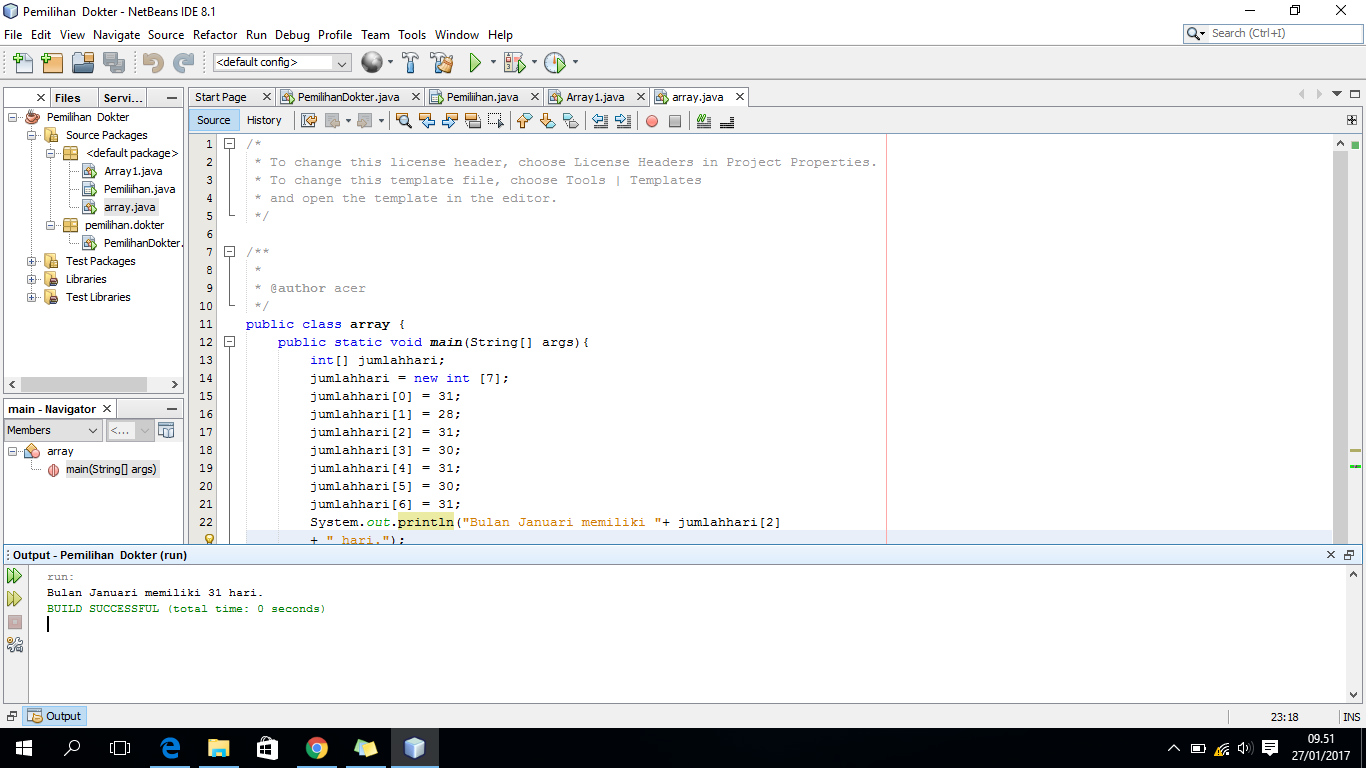 Pemilihan  Dokter - NetBeans IDE 8.1
File Edit View Navigate Source Refactor Run Debug Profile Team Tools Window Help
Search (Ctrl+I)
<default config>
Files Servi...
Start Page PemilihanDokter.java Pemiliihan.java Array1.java array.java
Source History
Pemilihan  Dokter
Source Packages
<default package>
Array1.java
Pemiliihan.java
array.java
pemilihan.dokter
PemilihanDokter.
Test Packages
Libraries
Test Libraries
main - Navigator
Members <...
array
main(String[] args)
1 /*
2  * To change this license header, choose License Headers in Project Properties.
3  * To change this template file, choose Tools | Templates
4  * and open the template in the editor.
5  */
6
7 /**
8  *
9  * @author acer
10  */
11 public class array {
12     public static void main(String[] args){
13         int[] jumlahhari;
14         jumlahhari = new int [7];
15         jumlahhari[0] = 31;
16         jumlahhari[1] = 28;
17         jumlahhari[2] = 31;
18         jumlahhari[3] = 30;
19         jumlahhari[4] = 31;
20         jumlahhari[5] = 30;
21         jumlahhari[6] = 31;
22         System.out.println("Bulan Januari memiliki "+ jumlahhari[2]
        + " hari.");
Output - Pemilihan  Dokter (run)
run:
Bulan Januari memiliki 31 hari.
BUILD SUCCESSFUL (total time: 0 seconds)
Output
23:18 INS
09.51
27/01/2017